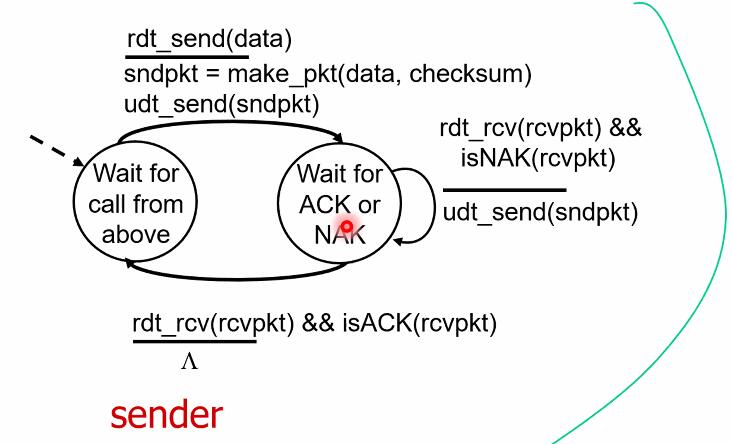 rdt_send(data)
sndpkt = make_pkt(data, checksum)
udt_send(sndpkt)
rdt_rcv(rcvpkt) &&
isNAK(rcvpkt)
udt_send(sndpkt)
Wait for
call from
above
Wait for
ACK or
NAK
rdt_rcv(rcvpkt) && isACK(rcvpkt)
Λ
sender